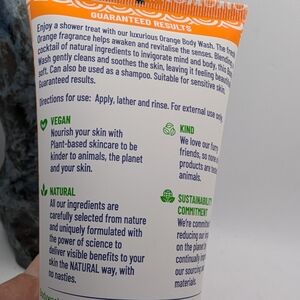 GUARANTEED RESULTS
Enjoy a shower treat with our luxurious Orange Body Wash. The Fresh
Orange fragrance helps awaken and revitalise the senses. Blending a
cocktail of natural ingredients to invigorate mind and body, this Body
Wash gently cleans and soothes the skin, leaving it feeling beautifully
soft. Can also be used as a shampoo. Suitable for sensitive skin.
Guaranteed results.
Directions for use: Apply, lather and rinse. For external use only
VEGAN
Nourish your skin with
Plant-based skincare to be
kinder to animals, the planet
and your skin.
KIND
We love our furry
friends, so none
products are teste
animals.
NATURAL
All our ingredients are
carefully selected from nature
and uniquely formulated with
the power of science to
deliver visible benefits to your
skin the NATURAL way, with
no nasties.
SUSTAINABILITY
COMMITMENT
We're committed
reducing our im
on the planet by
continually imp
our sourcing a
materials.